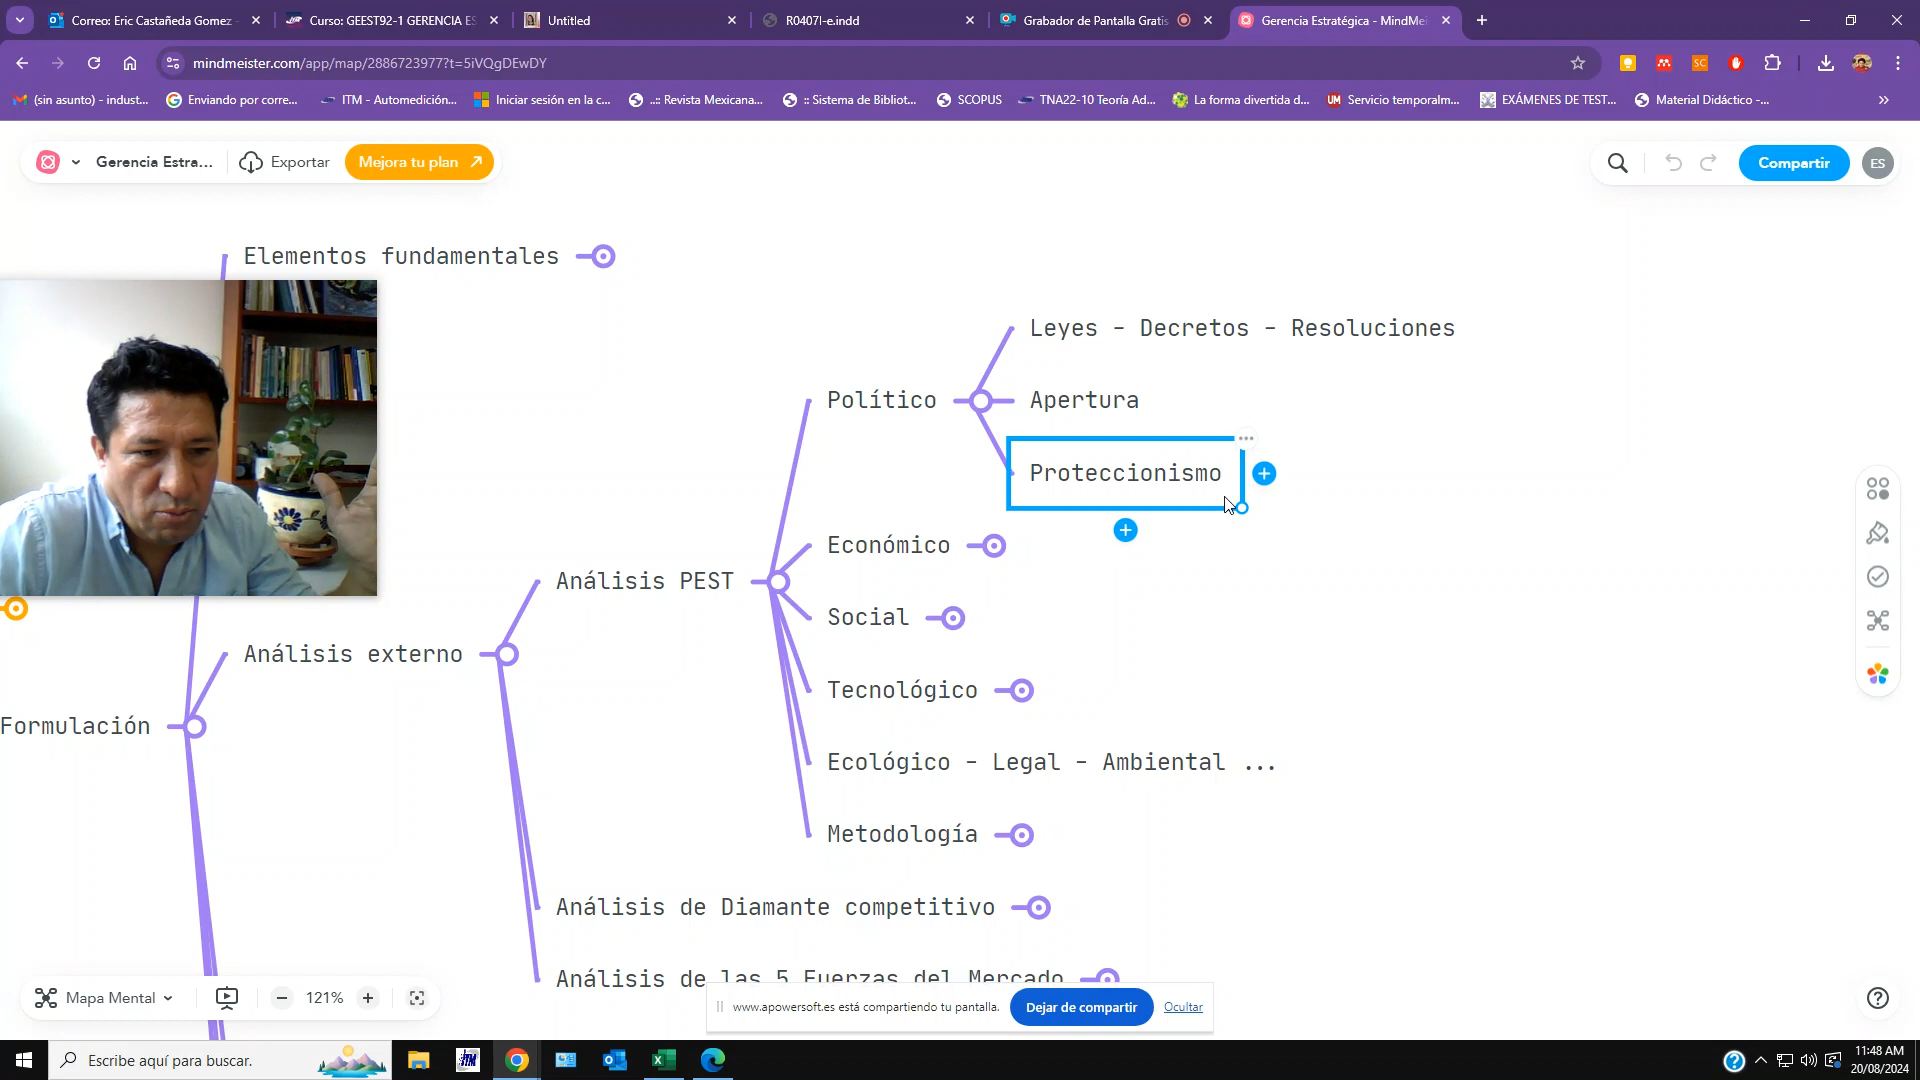 Correo: Eric Castañeda Gomez -
Curso: GEEST92-1 GERENCIA ES
Untitled
R0407I-e.indd
Grabador de Pantalla Gratis
Gerencia Estratégica - MindMei
mindmeister.com/app/map/2886723977?t=5iVQgDEwDY
(sin asunto) - indust...
Enviando por corre...
ITM - Automedición...
Iniciar sesión en la c...
..:: Revista Mexicana...
:: Sistema de Bibliot...
SCOPUS
TNA22-10 Teoría Ad...
La forma divertida d...
UM Servicio temporalm...
EXÁMENES DE TEST...
Material Didáctico -...
Gerencia Estra...
Exportar
Mejora tu plan
Compartir
ES
Elementos fundamentales
Leyes - Decretos - Resoluciones
Político
Apertura
Proteccionismo
Económico
Análisis PEST
Social
Análisis externo
Tecnológico
Formulación
Ecológico - Legal - Ambiental ...
Metodología
Análisis de Diamante competitivo
Análisis de las 5 Fuerzas del Mercado
Mapa Mental
121%
www.apowersoft.es está compartiendo tu pantalla.
Dejar de compartir
Ocultar
Escribe aquí para buscar.
11:48 AM
20/08/2024